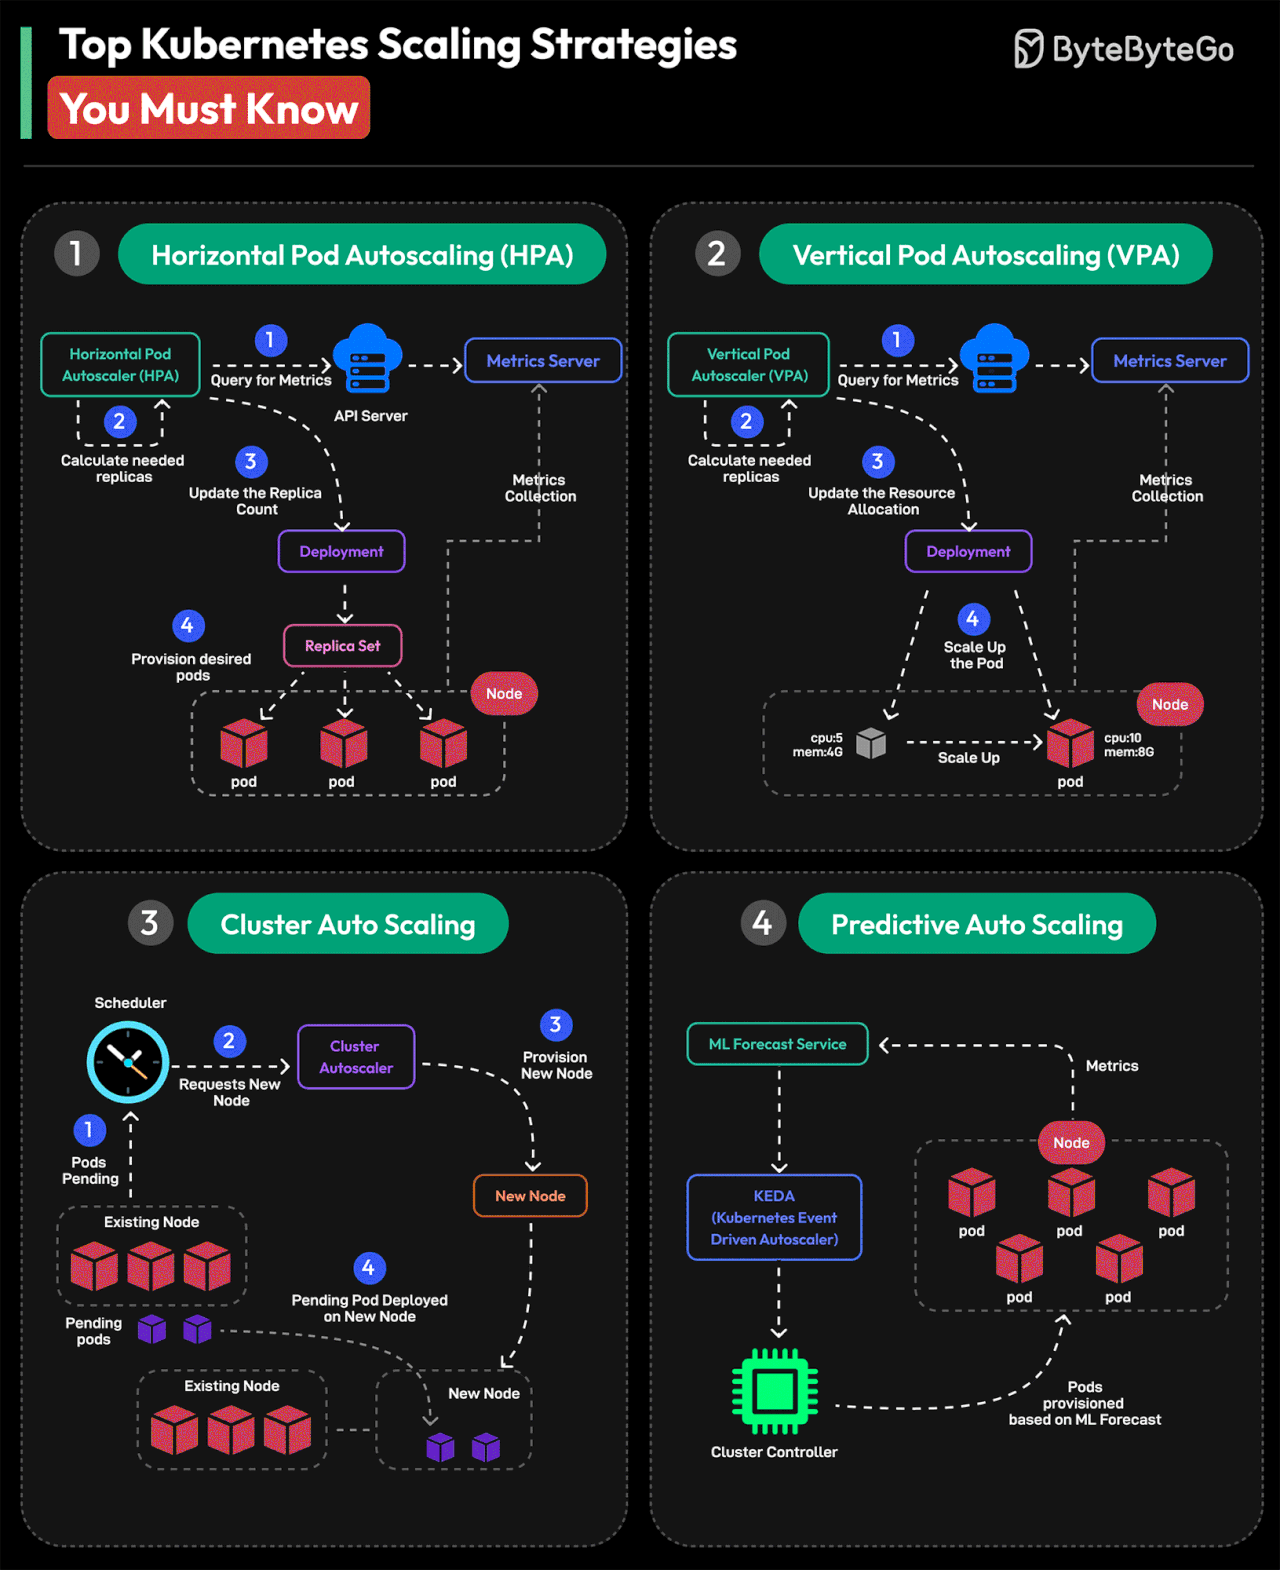 Top Kubernetes Scaling Strategies
You Must Know
ByteByteGo
1
Horizontal Pod Autoscaling (HPA)
Horizontal Pod
Autoscaler (HPA)
1
Query for Metrics
API Server
Metrics Server
2
Calculate needed
replicas
3
Update the Replica
Count
Metrics
Collection
Deployment
4
Provision desired
pods
Replica Set
Node
pod
pod
pod
2
Vertical Pod Autoscaling (VPA)
Vertical Pod
Autoscaler (VPA)
1
Query for Metrics
Metrics Server
2
Calculate needed
replicas
3
Update the Resource
Allocation
Metrics
Collection
Deployment
4
Scale Up
the Pod
Node
cpu:5
mem:4G
Scale Up
cpu:10
mem:8G
pod
3
Cluster Auto Scaling
Scheduler
2
Requests New
Node
Cluster
Autoscaler
3
Provision
New Node
1
Pods
Pending
New Node
Existing Node
Pending
pods
4
Pending Pod Deployed
on New Node
Existing Node
New Node
4
Predictive Auto Scaling
ML Forecast Service
Metrics
Node
KEDA
(Kubernetes Event
Driven Autoscaler)
pod
pod
pod
pod
pod
Cluster Controller
Pods
provisioned
based on ML Forecast